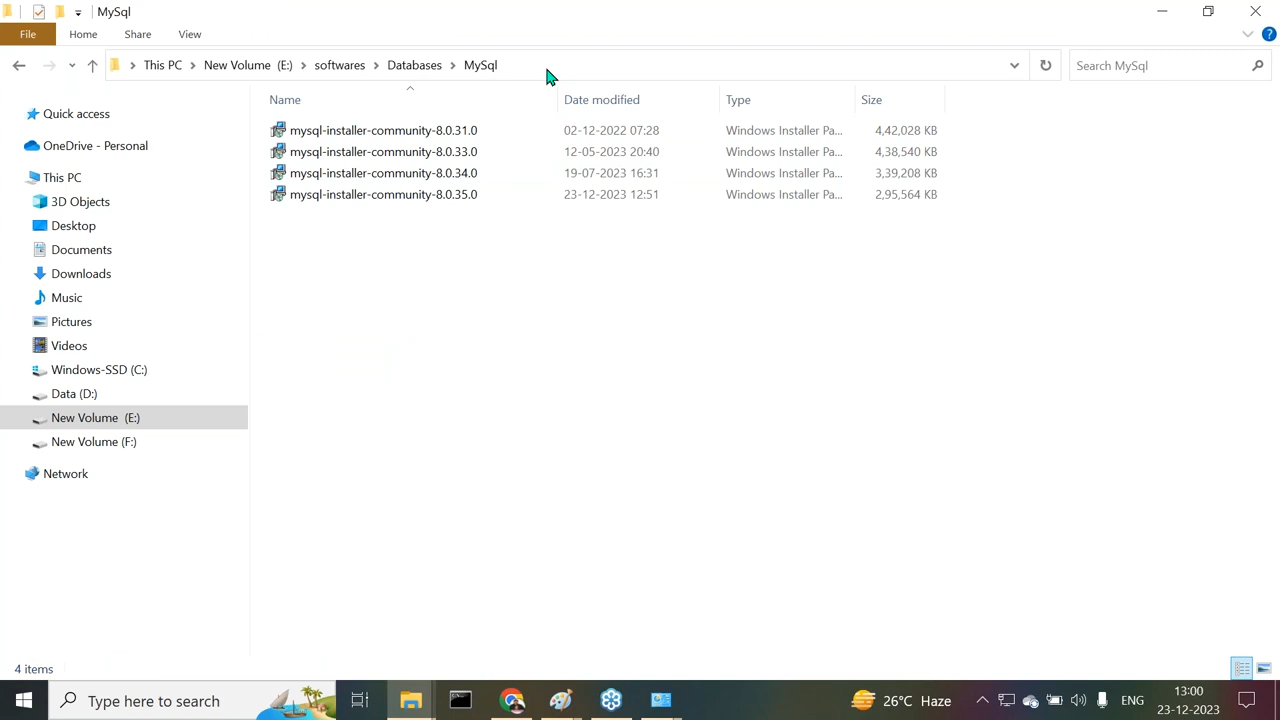 MySql
File Home Share View
This PC New Volume (E:) softwares Databases MySql Search MySql
Name Date modified Type Size
Quick access
OneDrive - Personal
This PC
3D Objects
Desktop
Documents
Downloads
Music
Pictures
Videos
Windows-SSD (C:)
Data (D:)
New Volume (E:)
New Volume (F:)
Network
mysql-installer-community-8.0.31.0 02-12-2022 07:28 Windows Installer Pa... 4,42,028 KB
mysql-installer-community-8.0.33.0 12-05-2023 20:40 Windows Installer Pa... 4,38,540 KB
mysql-installer-community-8.0.34.0 19-07-2023 16:31 Windows Installer Pa... 3,39,208 KB
mysql-installer-community-8.0.35.0 23-12-2023 12:51 Windows Installer Pa... 2,95,564 KB
4 items
Type here to search
26°C Haze
ENG
13:00
23-12-2023